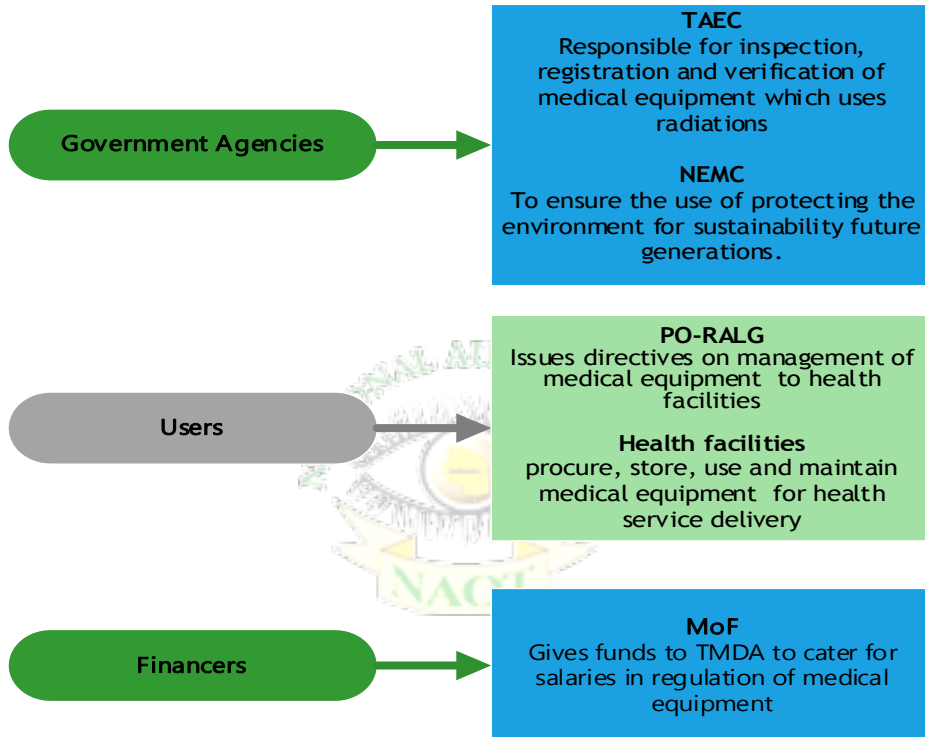 TAEC
Responsible for inspection,
registration and verification of
medical equipment which uses
radiations
Government Agencies
NEMC
To ensure the use of protecting the
environment for sustainability future
generations.
PO-RALG
Issues directives on management of
medical equipment to health
facilities
Users
Health facilities
procure, store, use and maintain
medical equipment for health
service delivery
NAOT
MoF
Gives funds to TMDA to cater for
salaries in regulation of medical
equipment
Financers